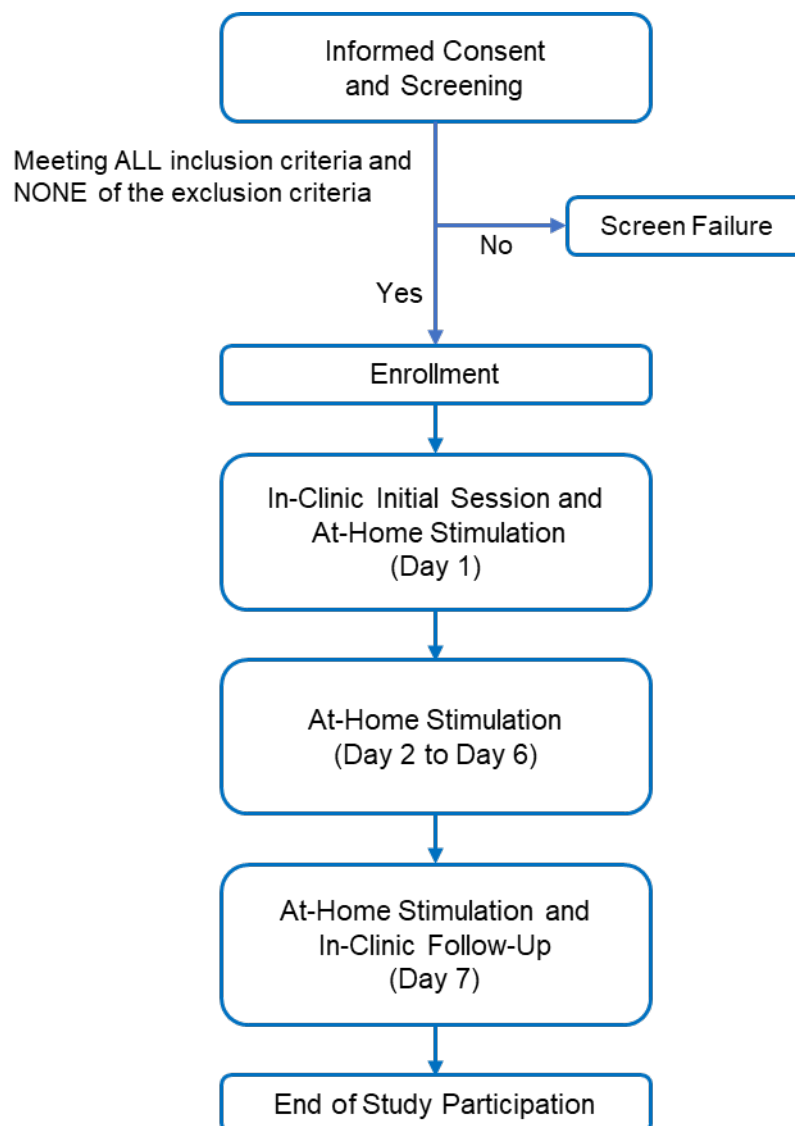 Informed Consent
and Screening
Meeting ALL inclusion criteria and
NONE of the exclusion criteria
Screen Failure
No
Yes
Enrollment
In-Clinic Initial Session and
At-Home Stimulation
(Day 1)
At-Home Stimulation
(Day 2 to Day 6)
At-Home Stimulation and
In-Clinic Follow-Up
(Day 7)
End of Study Participation